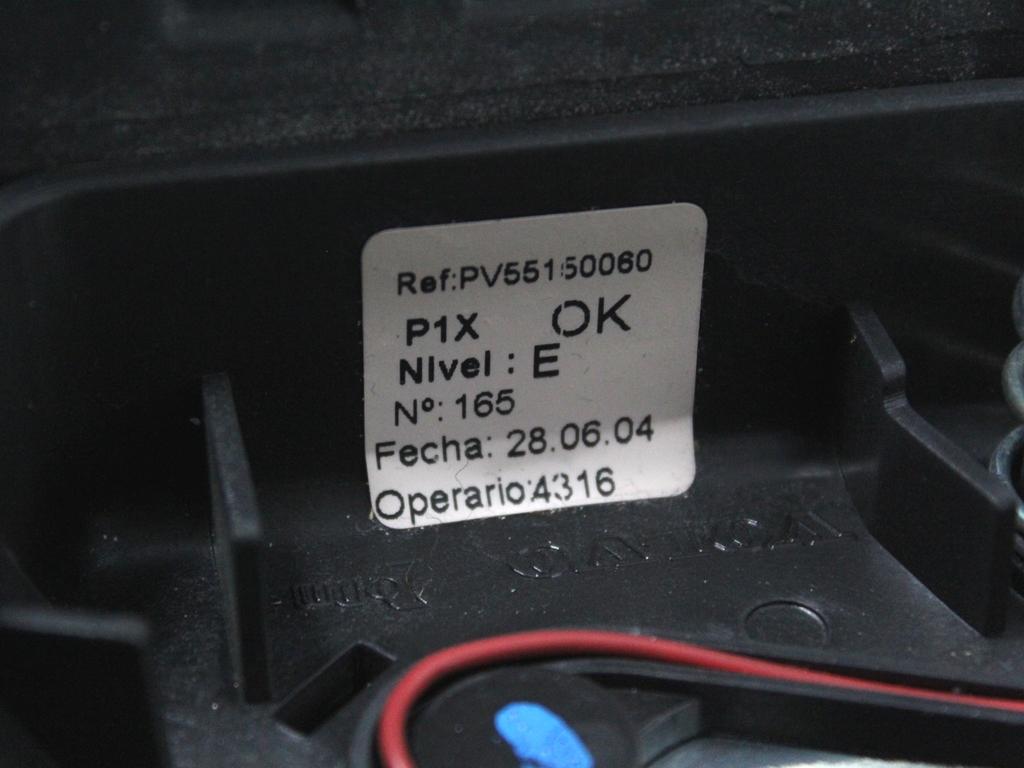 Ref:PV55150060
P1X OK
NIvel : E
Nº: 165
Fecha: 28.06.04
Operario:4316